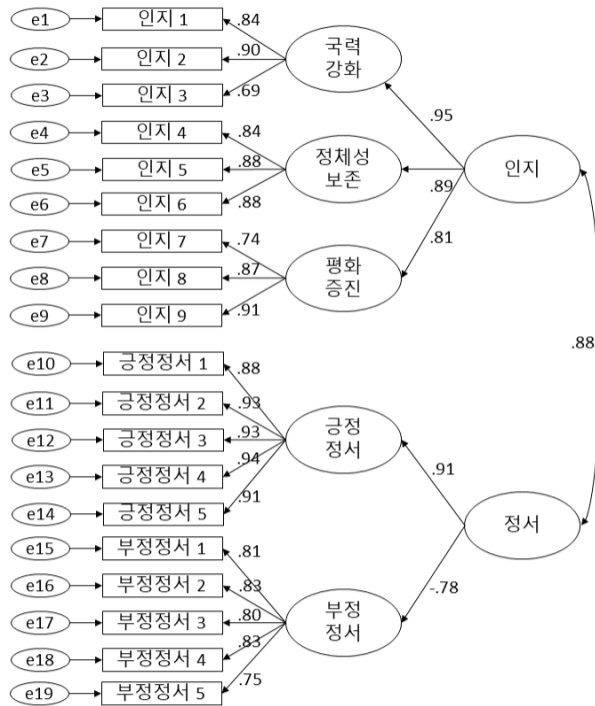 e1
인지 1
.84
e2
인지 2
.90
e3
인지 3
.69
국력
강화
e4
인지 4
.84
e5
인지 5
.88
e6
인지 6
.88
정체성
보존
e7
인지 7
.74
e8
인지 8
.87
e9
인지 9
.91
평화
증진
.95
.89
.81
인지
.88
e10
긍정정서 1
.88
e11
긍정정서 2
.93
e12
긍정정서 3
.93
e13
긍정정서 4
.94
e14
긍정정서 5
.91
긍정
정서
e15
부정정서 1
.81
e16
부정정서 2
.83
e17
부정정서 3
.80
e18
부정정서 4
.83
e19
부정정서 5
.75
부정
정서
.91
-.78
정서